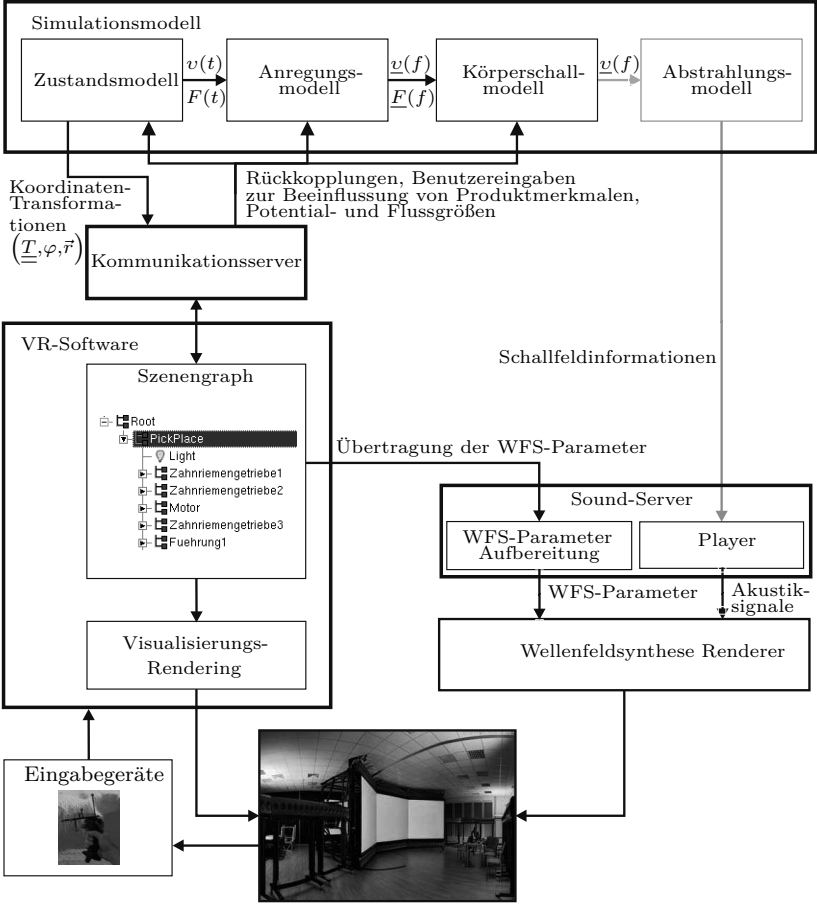 Simulationsmodell
Zustandsmodell
υ(t)
F(t)
Anregungs-
modell
υ(f)
F(f)
Körperschall-
modell
υ(f)
Abstrahlungs-
modell
Koordinaten-
Transforma-
tionen
(T,φ,r⃗)
Rückkopplungen, Benutzereingaben
zur Beeinflussung von Produktmerkmalen,
Potential- und Flussgrößen
Kommunikationsserver
VR-Software
Szenengraph
Root
PickPlace
Light
Zahnriemengetriebe1
Zahnriemengetriebe2
Motor
Zahnriemengetriebe3
Fuehrung1
Schallfeldinformationen
Übertragung der WFS-Parameter
Sound-Server
WFS-Parameter
Aufbereitung
Player
WFS-Parameter
Akustik-
signale
Visualisierungs-
Rendering
Wellenfeldsynthese Renderer
Eingabegeräte